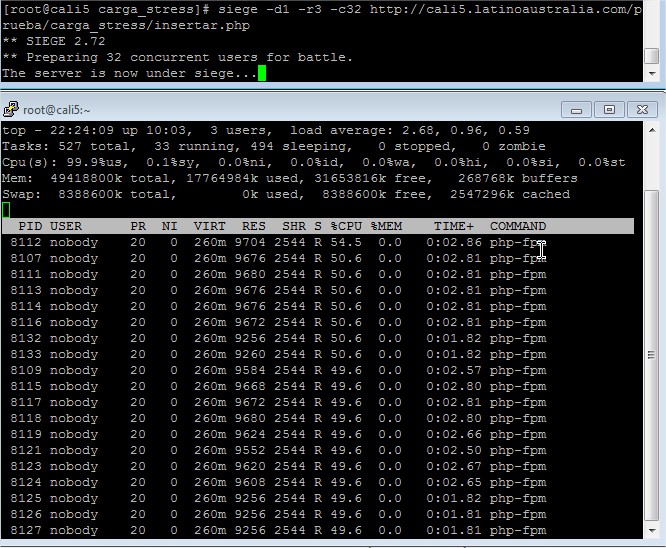 [root@cali5 carga_stress]# siege -d1 -r3 -c32 http://cali5.latinoaustralia.com/p
rueba/carga_stress/insertar.php
** SIEGE 2.72
** Preparing 32 concurrent users for battle.
The server is now under siege...
root@cali5:~
top - 22:24:09 up 10:03,  3 users,  load average: 2.68, 0.96, 0.59
Tasks: 527 total,  33 running, 494 sleeping,   0 stopped,   0 zombie
Cpu(s): 99.9%us,  0.1%sy,  0.0%ni,  0.0%id,  0.0%wa,  0.0%hi,  0.0%si,  0.0%st
Mem:  49418800k total, 17764984k used, 31653816k free,   268768k buffers
Swap:  8388600k total,        0k used,  8388600k free,  2547296k cached
PID USER      PR  NI  VIRT  RES  SHR S %CPU %MEM    TIME+  COMMAND
8112 nobody    20   0  260m 9704 2544 R 54.5  0.0   0:02.86 php-fpm
8107 nobody    20   0  260m 9676 2544 R 50.6  0.0   0:02.81 php-fpm
8111 nobody    20   0  260m 9680 2544 R 50.6  0.0   0:02.81 php-fpm
8113 nobody    20   0  260m 9676 2544 R 50.6  0.0   0:02.81 php-fpm
8114 nobody    20   0  260m 9676 2544 R 50.6  0.0   0:02.81 php-fpm
8116 nobody    20   0  260m 9672 2544 R 50.6  0.0   0:02.81 php-fpm
8132 nobody    20   0  260m 9256 2544 R 50.6  0.0   0:01.82 php-fpm
8133 nobody    20   0  260m 9260 2544 R 50.6  0.0   0:01.82 php-fpm
8109 nobody    20   0  260m 9584 2544 R 49.6  0.0   0:02.57 php-fpm
8115 nobody    20   0  260m 9668 2544 R 49.6  0.0   0:02.80 php-fpm
8117 nobody    20   0  260m 9672 2544 R 49.6  0.0   0:02.81 php-fpm
8118 nobody    20   0  260m 9680 2544 R 49.6  0.0   0:02.80 php-fpm
8119 nobody    20   0  260m 9624 2544 R 49.6  0.0   0:02.66 php-fpm
8121 nobody    20   0  260m 9552 2544 R 49.6  0.0   0:02.50 php-fpm
8123 nobody    20   0  260m 9620 2544 R 49.6  0.0   0:02.67 php-fpm
8124 nobody    20   0  260m 9608 2544 R 49.6  0.0   0:02.65 php-fpm
8125 nobody    20   0  260m 9256 2544 R 49.6  0.0   0:01.82 php-fpm
8126 nobody    20   0  260m 9256 2544 R 49.6  0.0   0:01.81 php-fpm
8127 nobody    20   0  260m 9256 2544 R 49.6  0.0   0:01.81 php-fpm